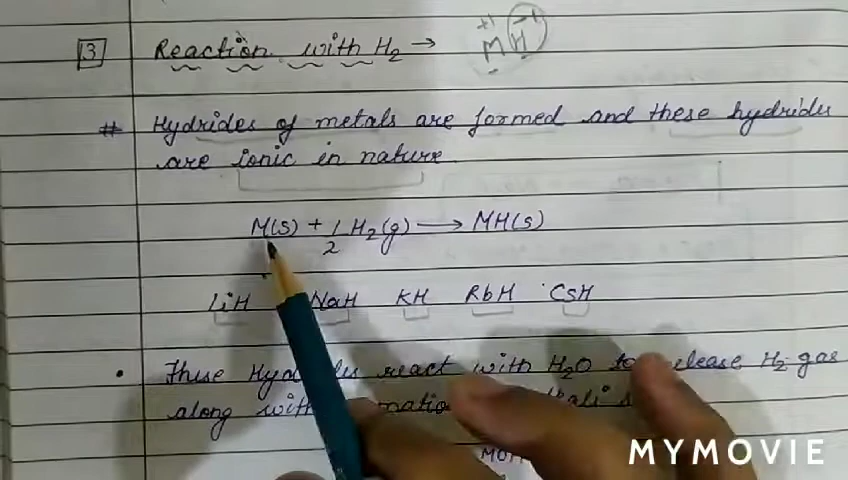 3 Reaction with H2 → +1 -1 M H
# Hydrides of metals are formed and these hydrides
are ionic in nature
M(s) + 1/2 H2(g) → MH(s)
LiH NaH KH RbH CsH
• These react with H2O to release H2 gas
along
MYMOVIE